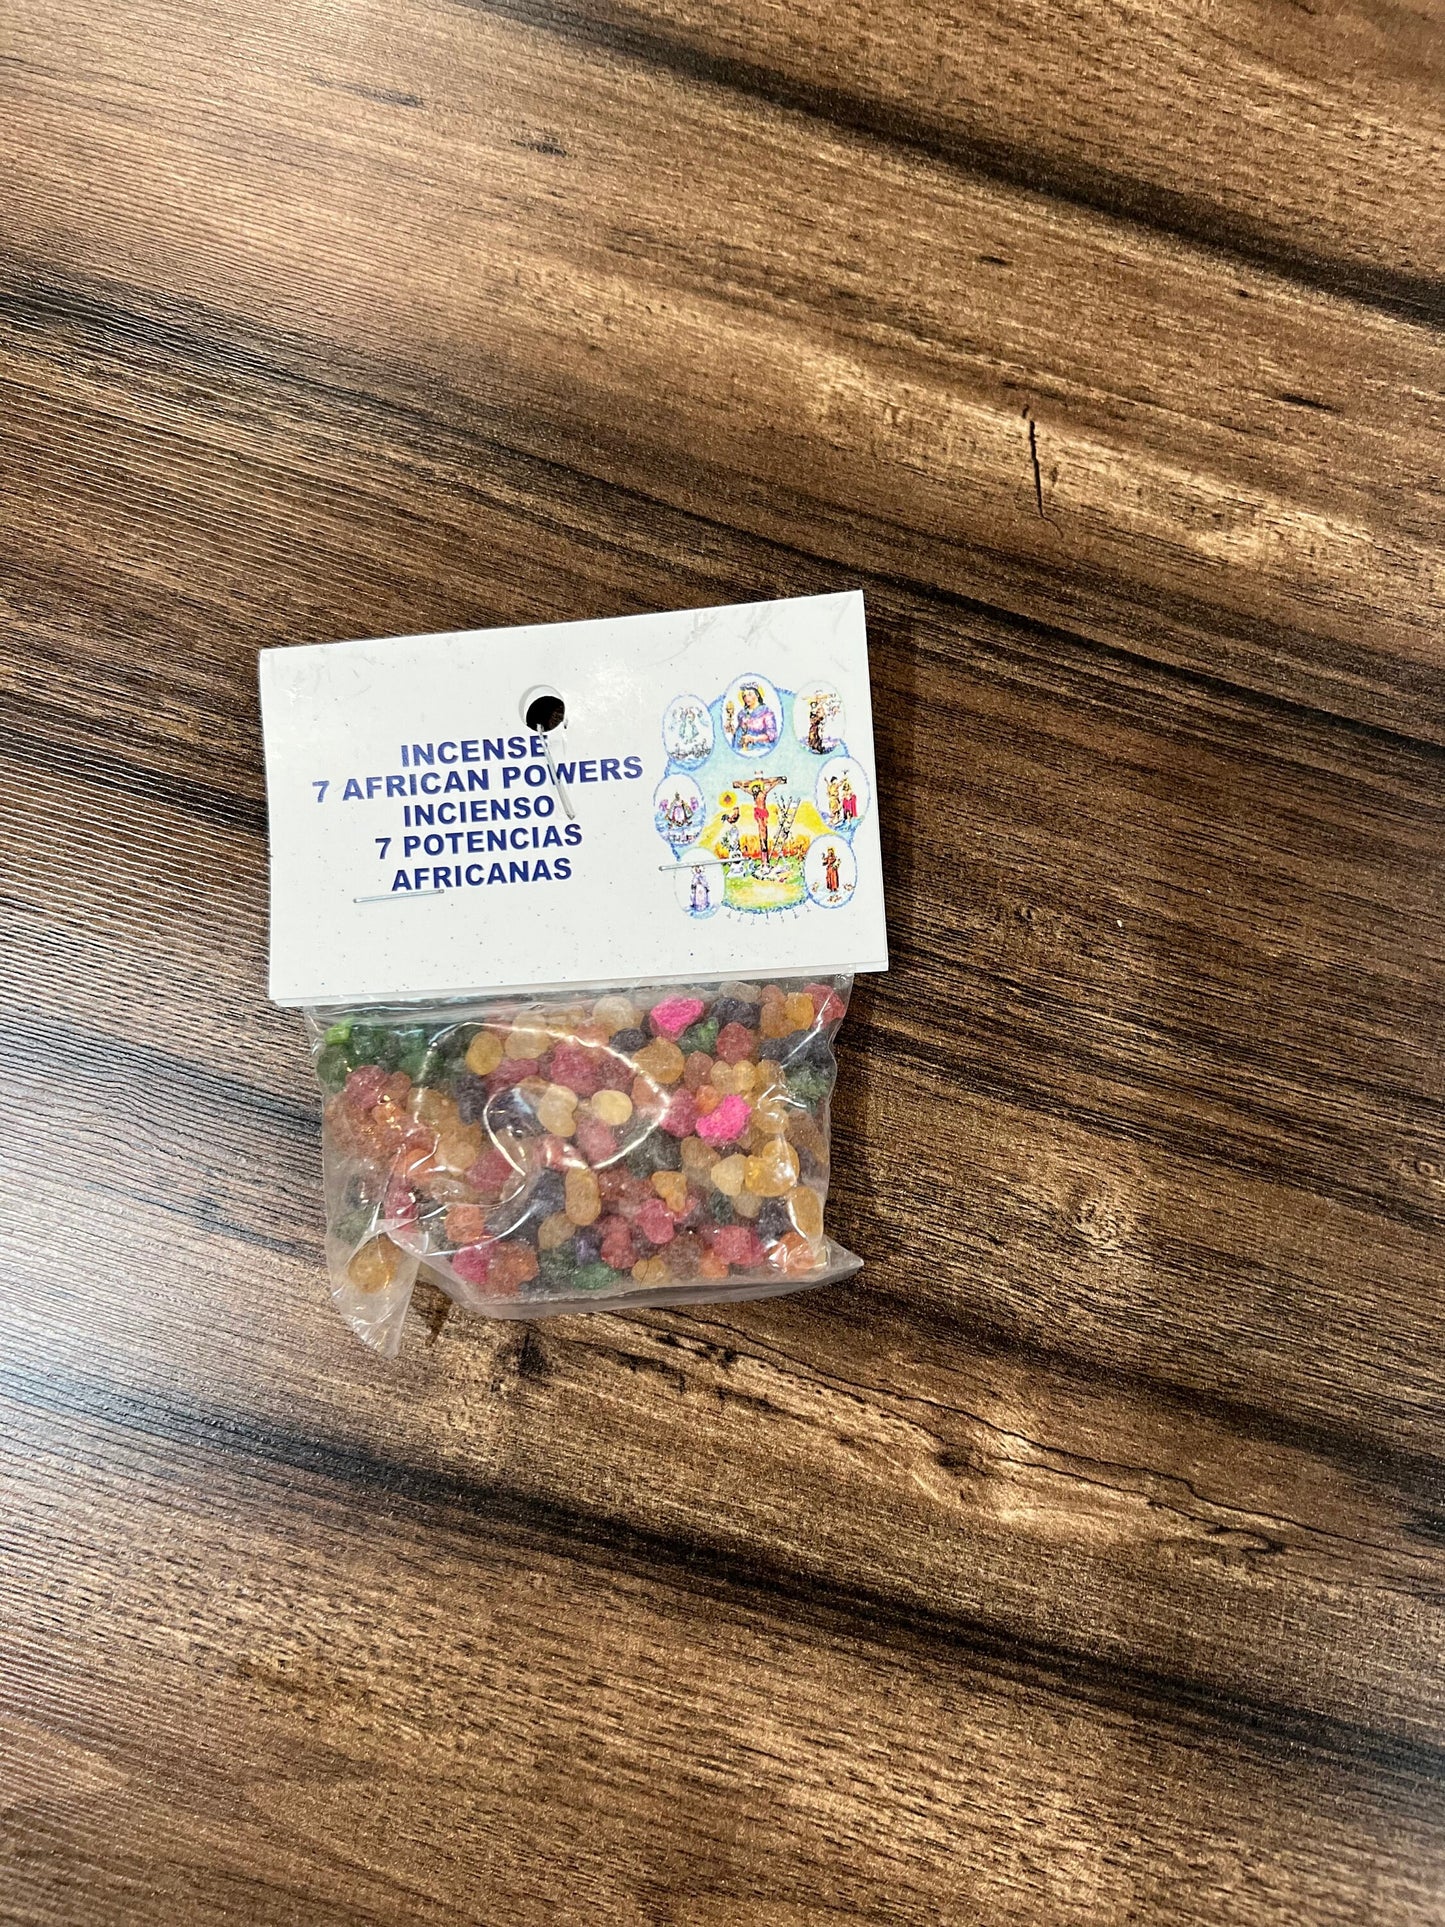 INCENSE
7 AFRICAN POWERS
INCIENSO
7 POTENCIAS
AFRICANAS